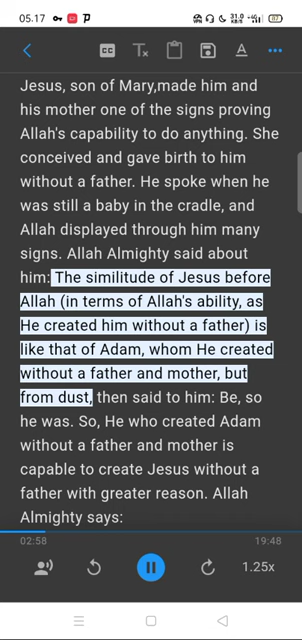 05.17
31.0 KB/S
4G
87
CC
Jesus, son of Mary,made him and
his mother one of the signs proving
Allah's capability to do anything. She
conceived and gave birth to him
without a father. He spoke when he
was still a baby in the cradle, and
Allah displayed through him many
signs. Allah Almighty said about
him: The similitude of Jesus before
Allah (in terms of Allah's ability, as
He created him without a father) is
like that of Adam, whom He created
without a father and mother, but
from dust, then said to him: Be, so
he was. So, He who created Adam
without a father and mother is
capable to create Jesus without a
father with greater reason. Allah
Almighty says:
02:58 19:48
1.25x